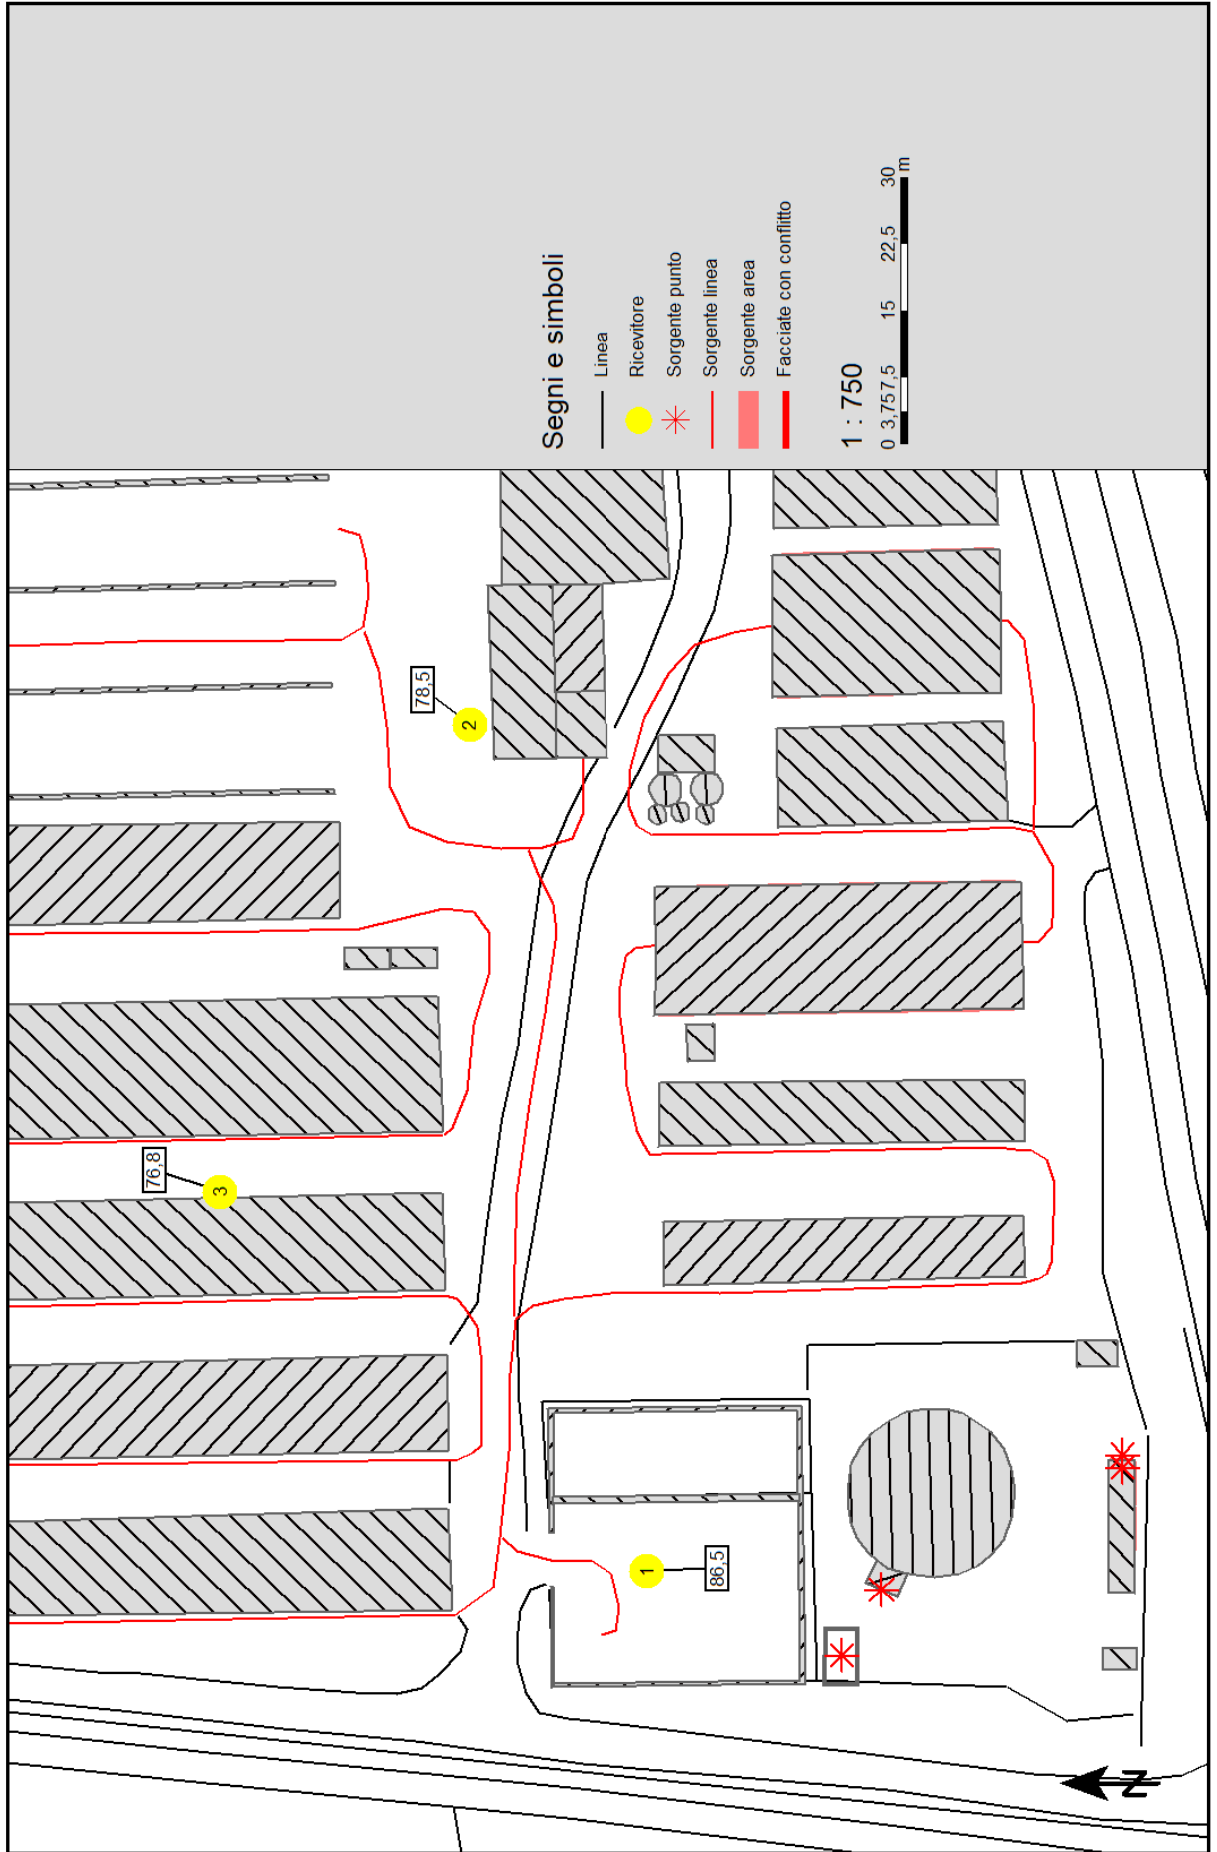 Segni e simboli
Linea
Ricevitore
Sorgente punto
Sorgente linea
Sorgente area
Facciate con conflitto
1 : 750
0 3,75 7,5 15 22,5 30
m
78,5
2
76,8
3
1
86,5
N